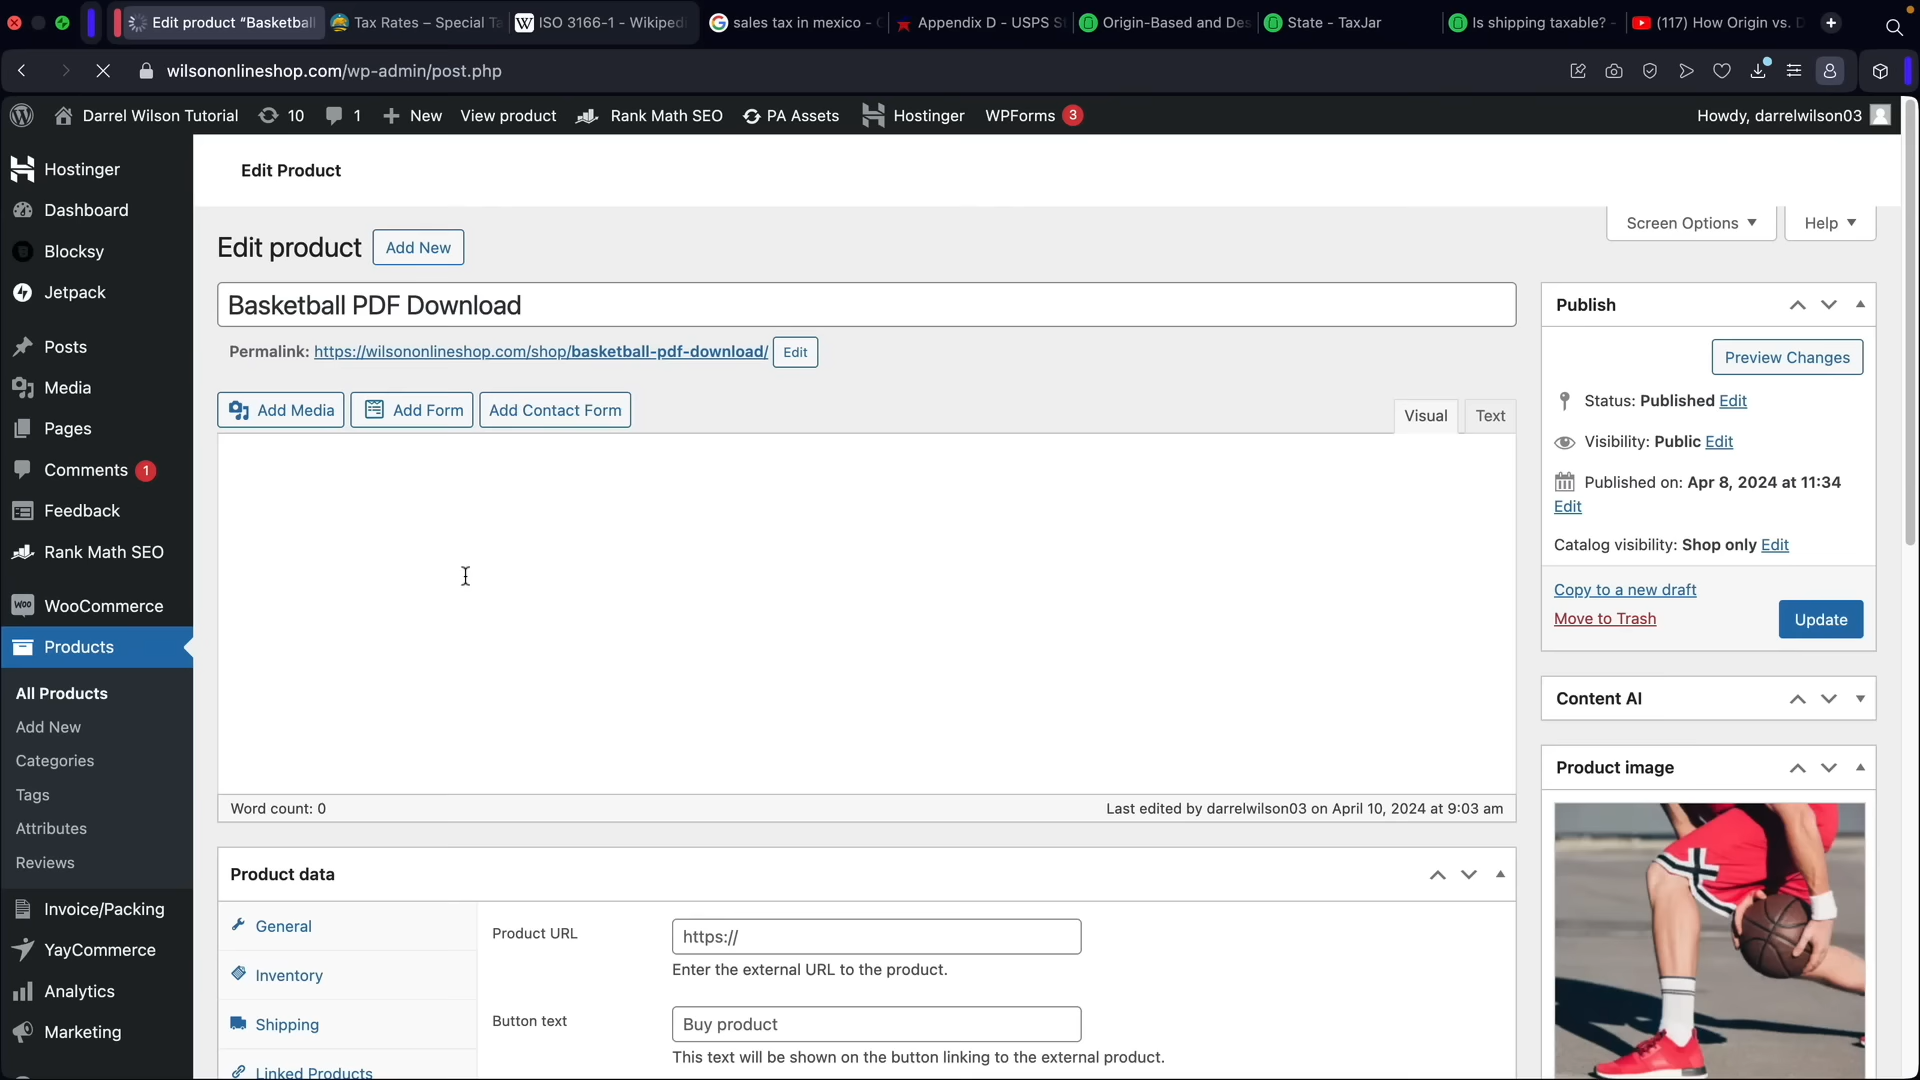 Edit product “Basketball
Tax Rates – Special Ta
ISO 3166-1 - Wikiped
sales tax in mexico -
Appendix D - USPS S
Origin-Based and Des
State - TaxJar
Is shipping taxable? -
(117) How Origin vs. D
wilsononlineshop.com/wp-admin/post.php
Darrel Wilson Tutorial
10
1
New
View product
Rank Math SEO
PA Assets
Hostinger
WPForms 3
Howdy, darrelwilson03
Hostinger
Dashboard
Blocksy
Jetpack
Posts
Media
Pages
Comments 1
Feedback
Rank Math SEO
WooCommerce
Products
All Products
Add New
Categories
Tags
Attributes
Reviews
Invoice/Packing
YayCommerce
Analytics
Marketing
Edit Product
Screen Options
Help
Edit product
Add New
Basketball PDF Download
Permalink: https://wilsononlineshop.com/shop/basketball-pdf-download/ Edit
Add Media
Add Form
Add Contact Form
Visual
Text
Word count: 0
Last edited by darrelwilson03 on April 10, 2024 at 9:03 am
Product data
General
Inventory
Shipping
Linked Products
Product URL
https://
Enter the external URL to the product.
Button text
Buy product
This text will be shown on the button linking to the external product.
Publish
Preview Changes
Status: Published Edit
Visibility: Public Edit
Published on: Apr 8, 2024 at 11:34
Edit
Catalog visibility: Shop only Edit
Copy to a new draft
Move to Trash
Update
Content AI
Product image